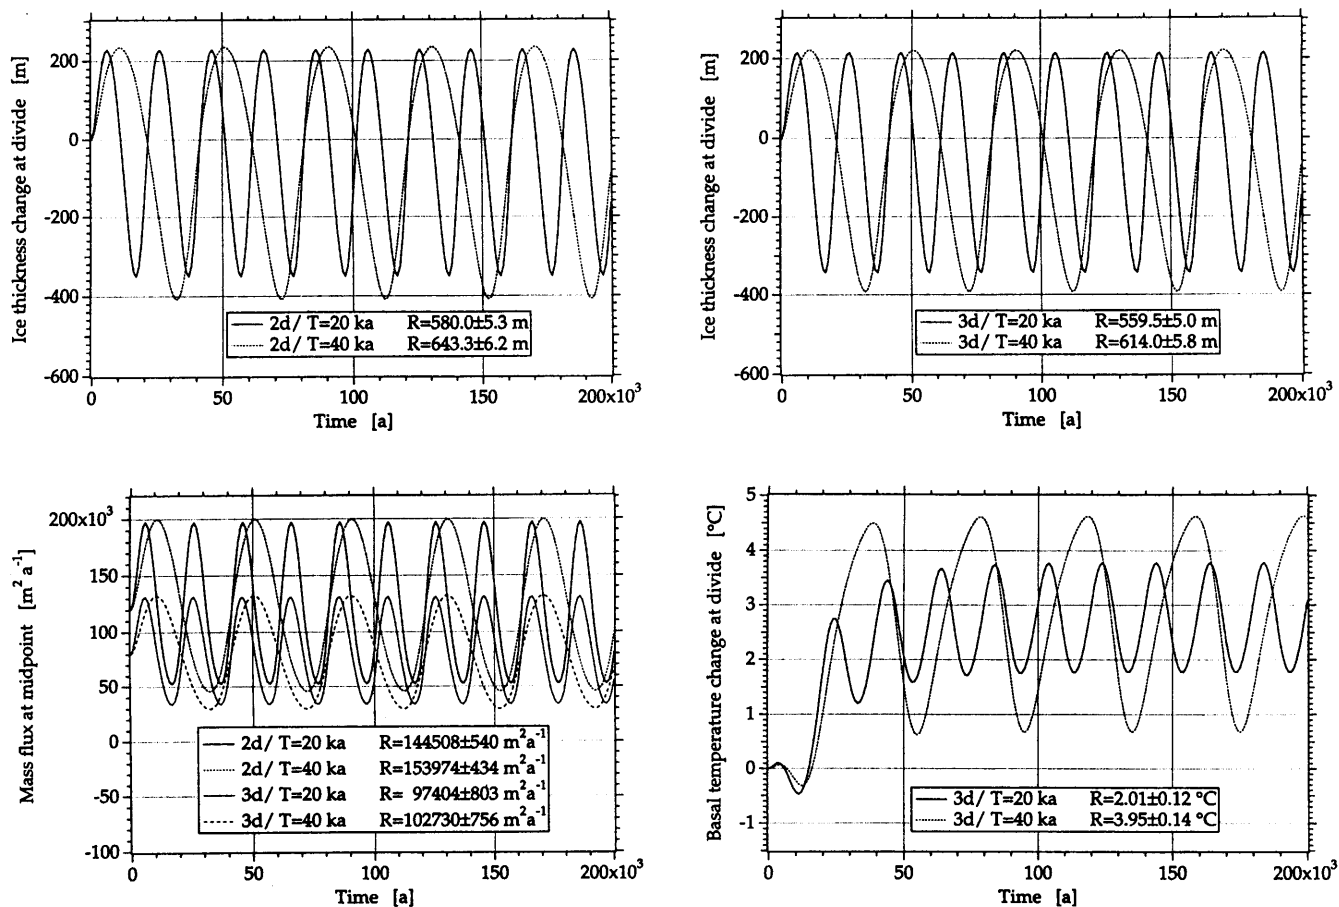 Ice thickness change at divide [m]
200
0
-200
-400
-600
2d/ T=20 ka R=580.0±5.3 m
2d/ T=40 ka R=643.3±6.2 m
0 50 100 150 200x10³
Time [a]
Ice thickness change at divide [m]
200
0
-200
-400
-600
3d/ T=20 ka R=559.5±5.0 m
3d/ T=40 ka R=614.0±5.8 m
0 50 100 150 200x10³
Time [a]
Mass flux at midpoint [m² a⁻¹]
200x10³
150
100
50
0
-50
-100
2d/ T=20 ka R=144508±540 m²a⁻¹
2d/ T=40 ka R=153974±434 m²a⁻¹
3d/ T=20 ka R= 97404±803 m²a⁻¹
3d/ T=40 ka R=102730±756 m²a⁻¹
0 50 100 150 200x10³
Time [a]
Basal temperature change at divide [°C]
5
4
3
2
1
0
-1
3d/ T=20 ka R=2.01±0.12 °C
3d/ T=40 ka R=3.95±0.14 °C
0 50 100 150 200x10³
Time [a]